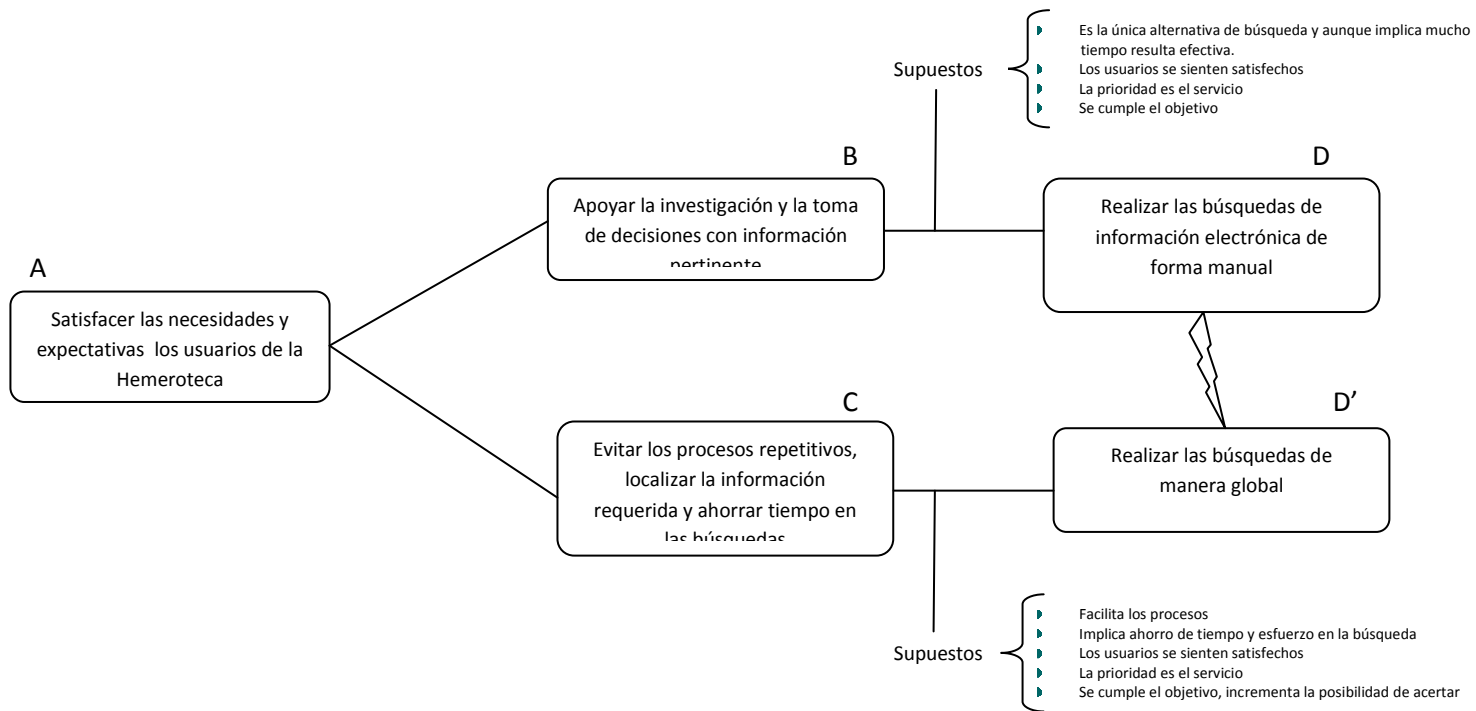 Es la única alternativa de búsqueda y aunque implica mucho
tiempo resulta efectiva.
Supuestos
Los usuarios se sienten satisfechos
La prioridad es el servicio
Se cumple el objetivo
B
D
Apoyar la investigación y la toma
de decisiones con información
pertinente
Realizar las búsquedas de
información electrónica de
forma manual
A
Satisfacer las necesidades y
expectativas los usuarios de la
Hemeroteca
C
D’
Evitar los procesos repetitivos,
localizar la información
requerida y ahorrar tiempo en
las búsquedas
Realizar las búsquedas de
manera global
Supuestos
Facilita los procesos
Implica ahorro de tiempo y esfuerzo en la búsqueda
Los usuarios se sienten satisfechos
La prioridad es el servicio
Se cumple el objetivo, incrementa la posibilidad de acertar